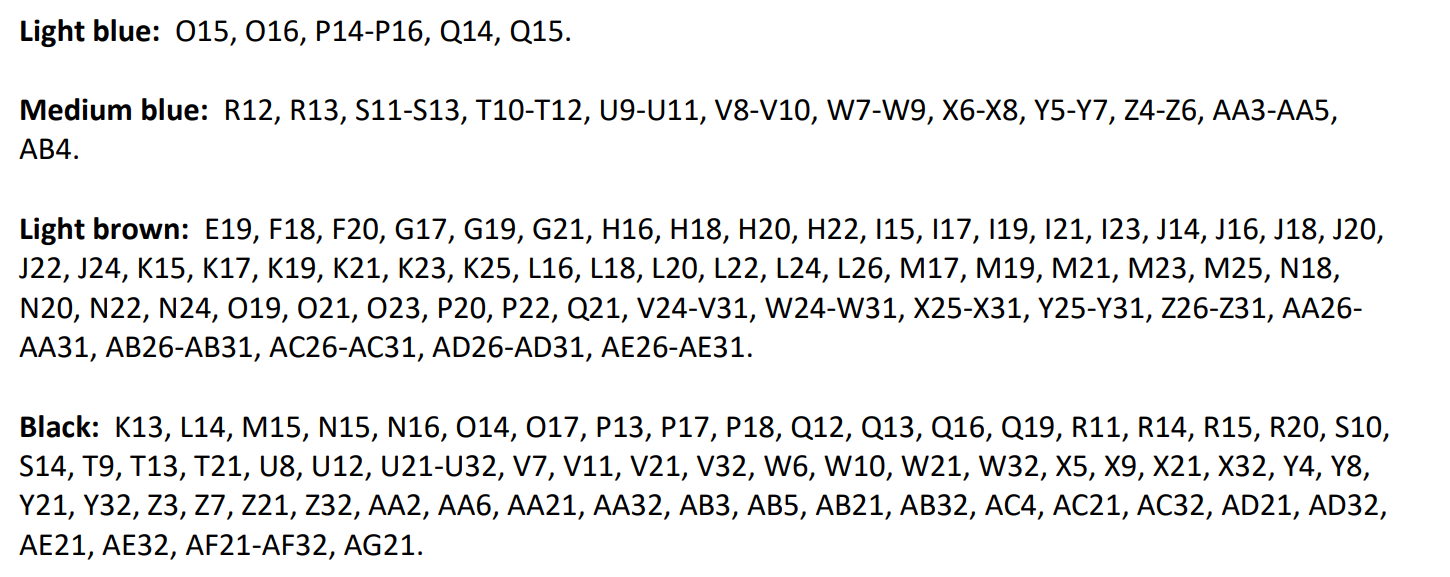 Light blue: O15, O16, P14-P16, Q14, Q15.
Medium blue: R12, R13, S11-S13, T10-T12, U9-U11, V8-V10, W7-W9, X6-X8, Y5-Y7, Z4-Z6, AA3-AA5,
AB4.
Light brown: E19, F18, F20, G17, G19, G21, H16, H18, H20, H22, I15, I17, I19, I21, I23, J14, J16, J18, J20,
J22, J24, K15, K17, K19, K21, K23, K25, L16, L18, L20, L22, L24, L26, M17, M19, M21, M23, M25, N18,
N20, N22, N24, O19, O21, O23, P20, P22, Q21, V24-V31, W24-W31, X25-X31, Y25-Y31, Z26-Z31, AA26-
AA31, AB26-AB31, AC26-AC31, AD26-AD31, AE26-AE31.
Black: K13, L14, M15, N15, N16, O14, O17, P13, P17, P18, Q12, Q13, Q16, Q19, R11, R14, R15, R20, S10,
S14, T9, T13, T21, U8, U12, U21-U32, V7, V11, V21, V32, W6, W10, W21, W32, X5, X9, X21, X32, Y4, Y8,
Y21, Y32, Z3, Z7, Z21, Z32, AA2, AA6, AA21, AA32, AB3, AB5, AB21, AB32, AC4, AC21, AC32, AD21, AD32,
AE21, AE32, AF21-AF32, AG21.